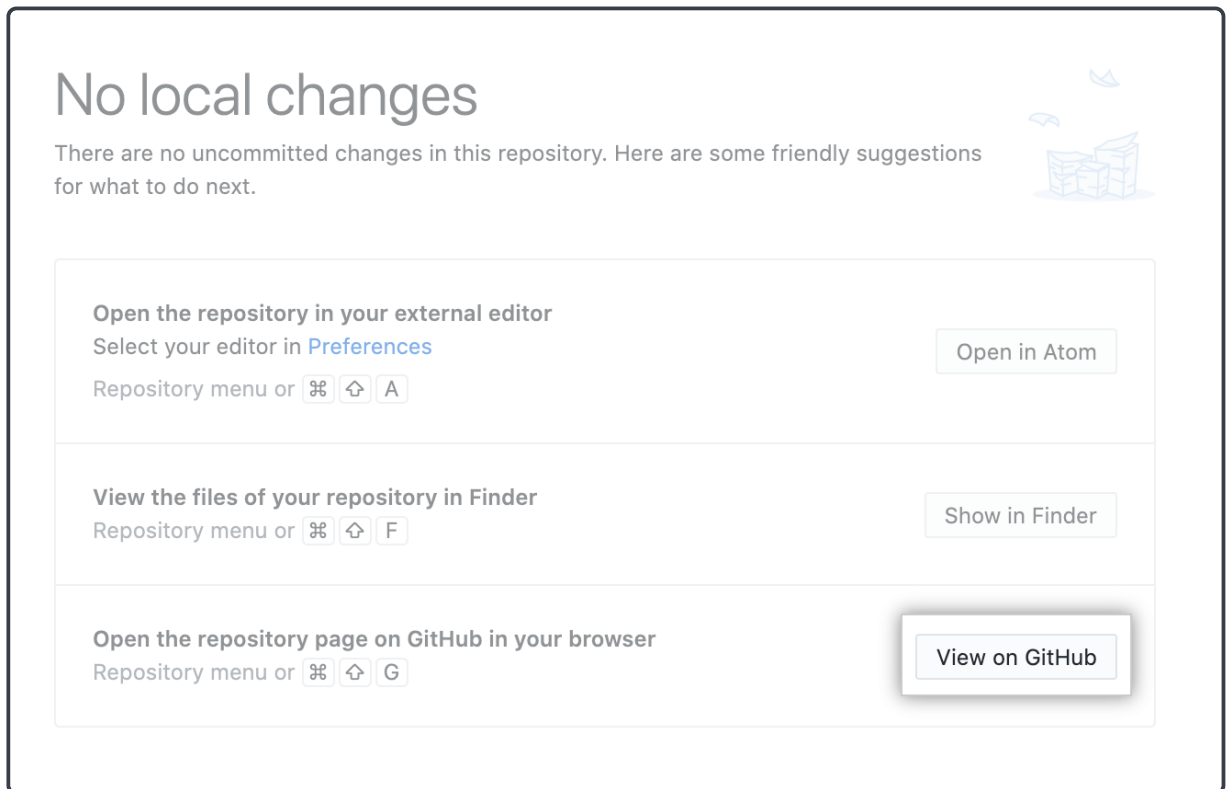 No local changes
There are no uncommitted changes in this repository. Here are some friendly suggestions
for what to do next.
Open the repository in your external editor
Select your editor in Preferences
Repository menu or ⌘ ⇧ A
Open in Atom
View the files of your repository in Finder
Repository menu or ⌘ ⇧ F
Show in Finder
Open the repository page on GitHub in your browser
Repository menu or ⌘ ⇧ G
View on GitHub